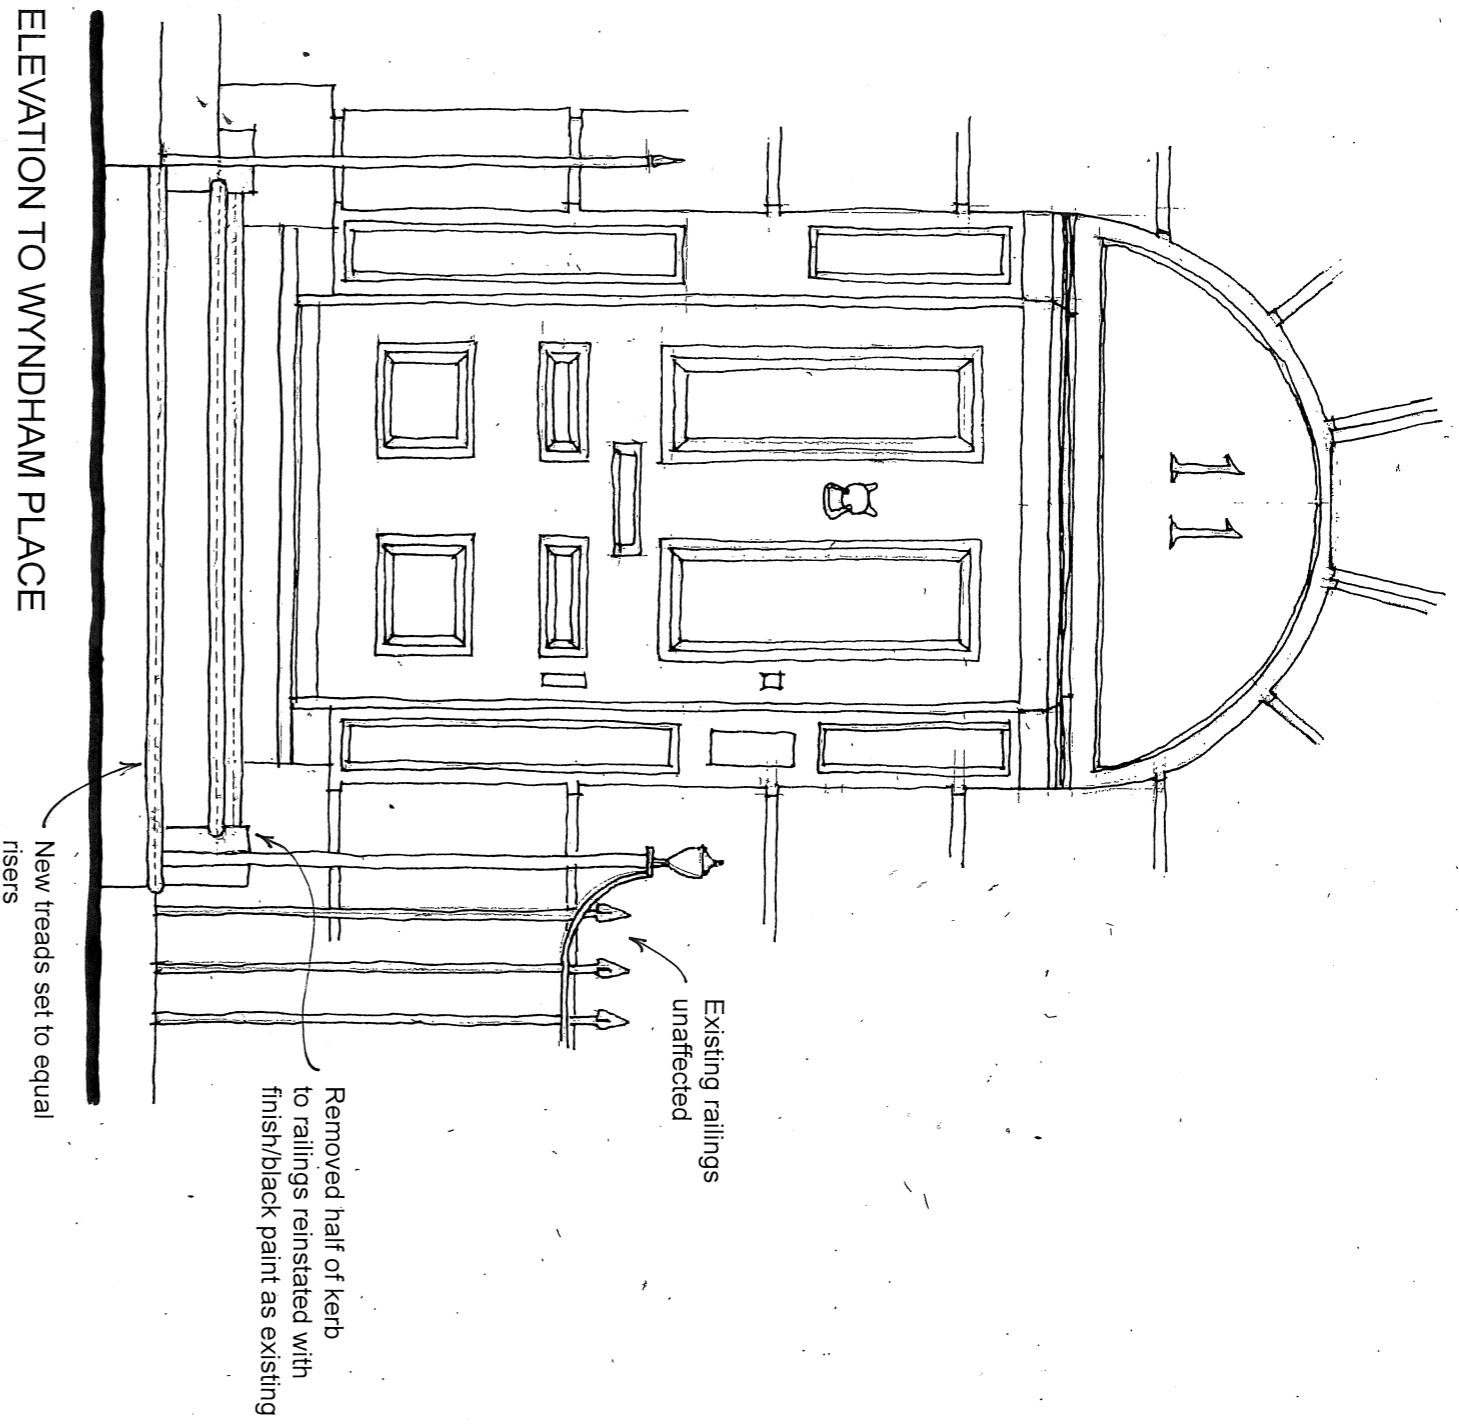 11
Existing railings
unaffected
Removed half of kerb
to railings reinstated with
finish/black paint as existing
New treads set to equal
risers
ELEVATION TO WYNDHAM PLACE